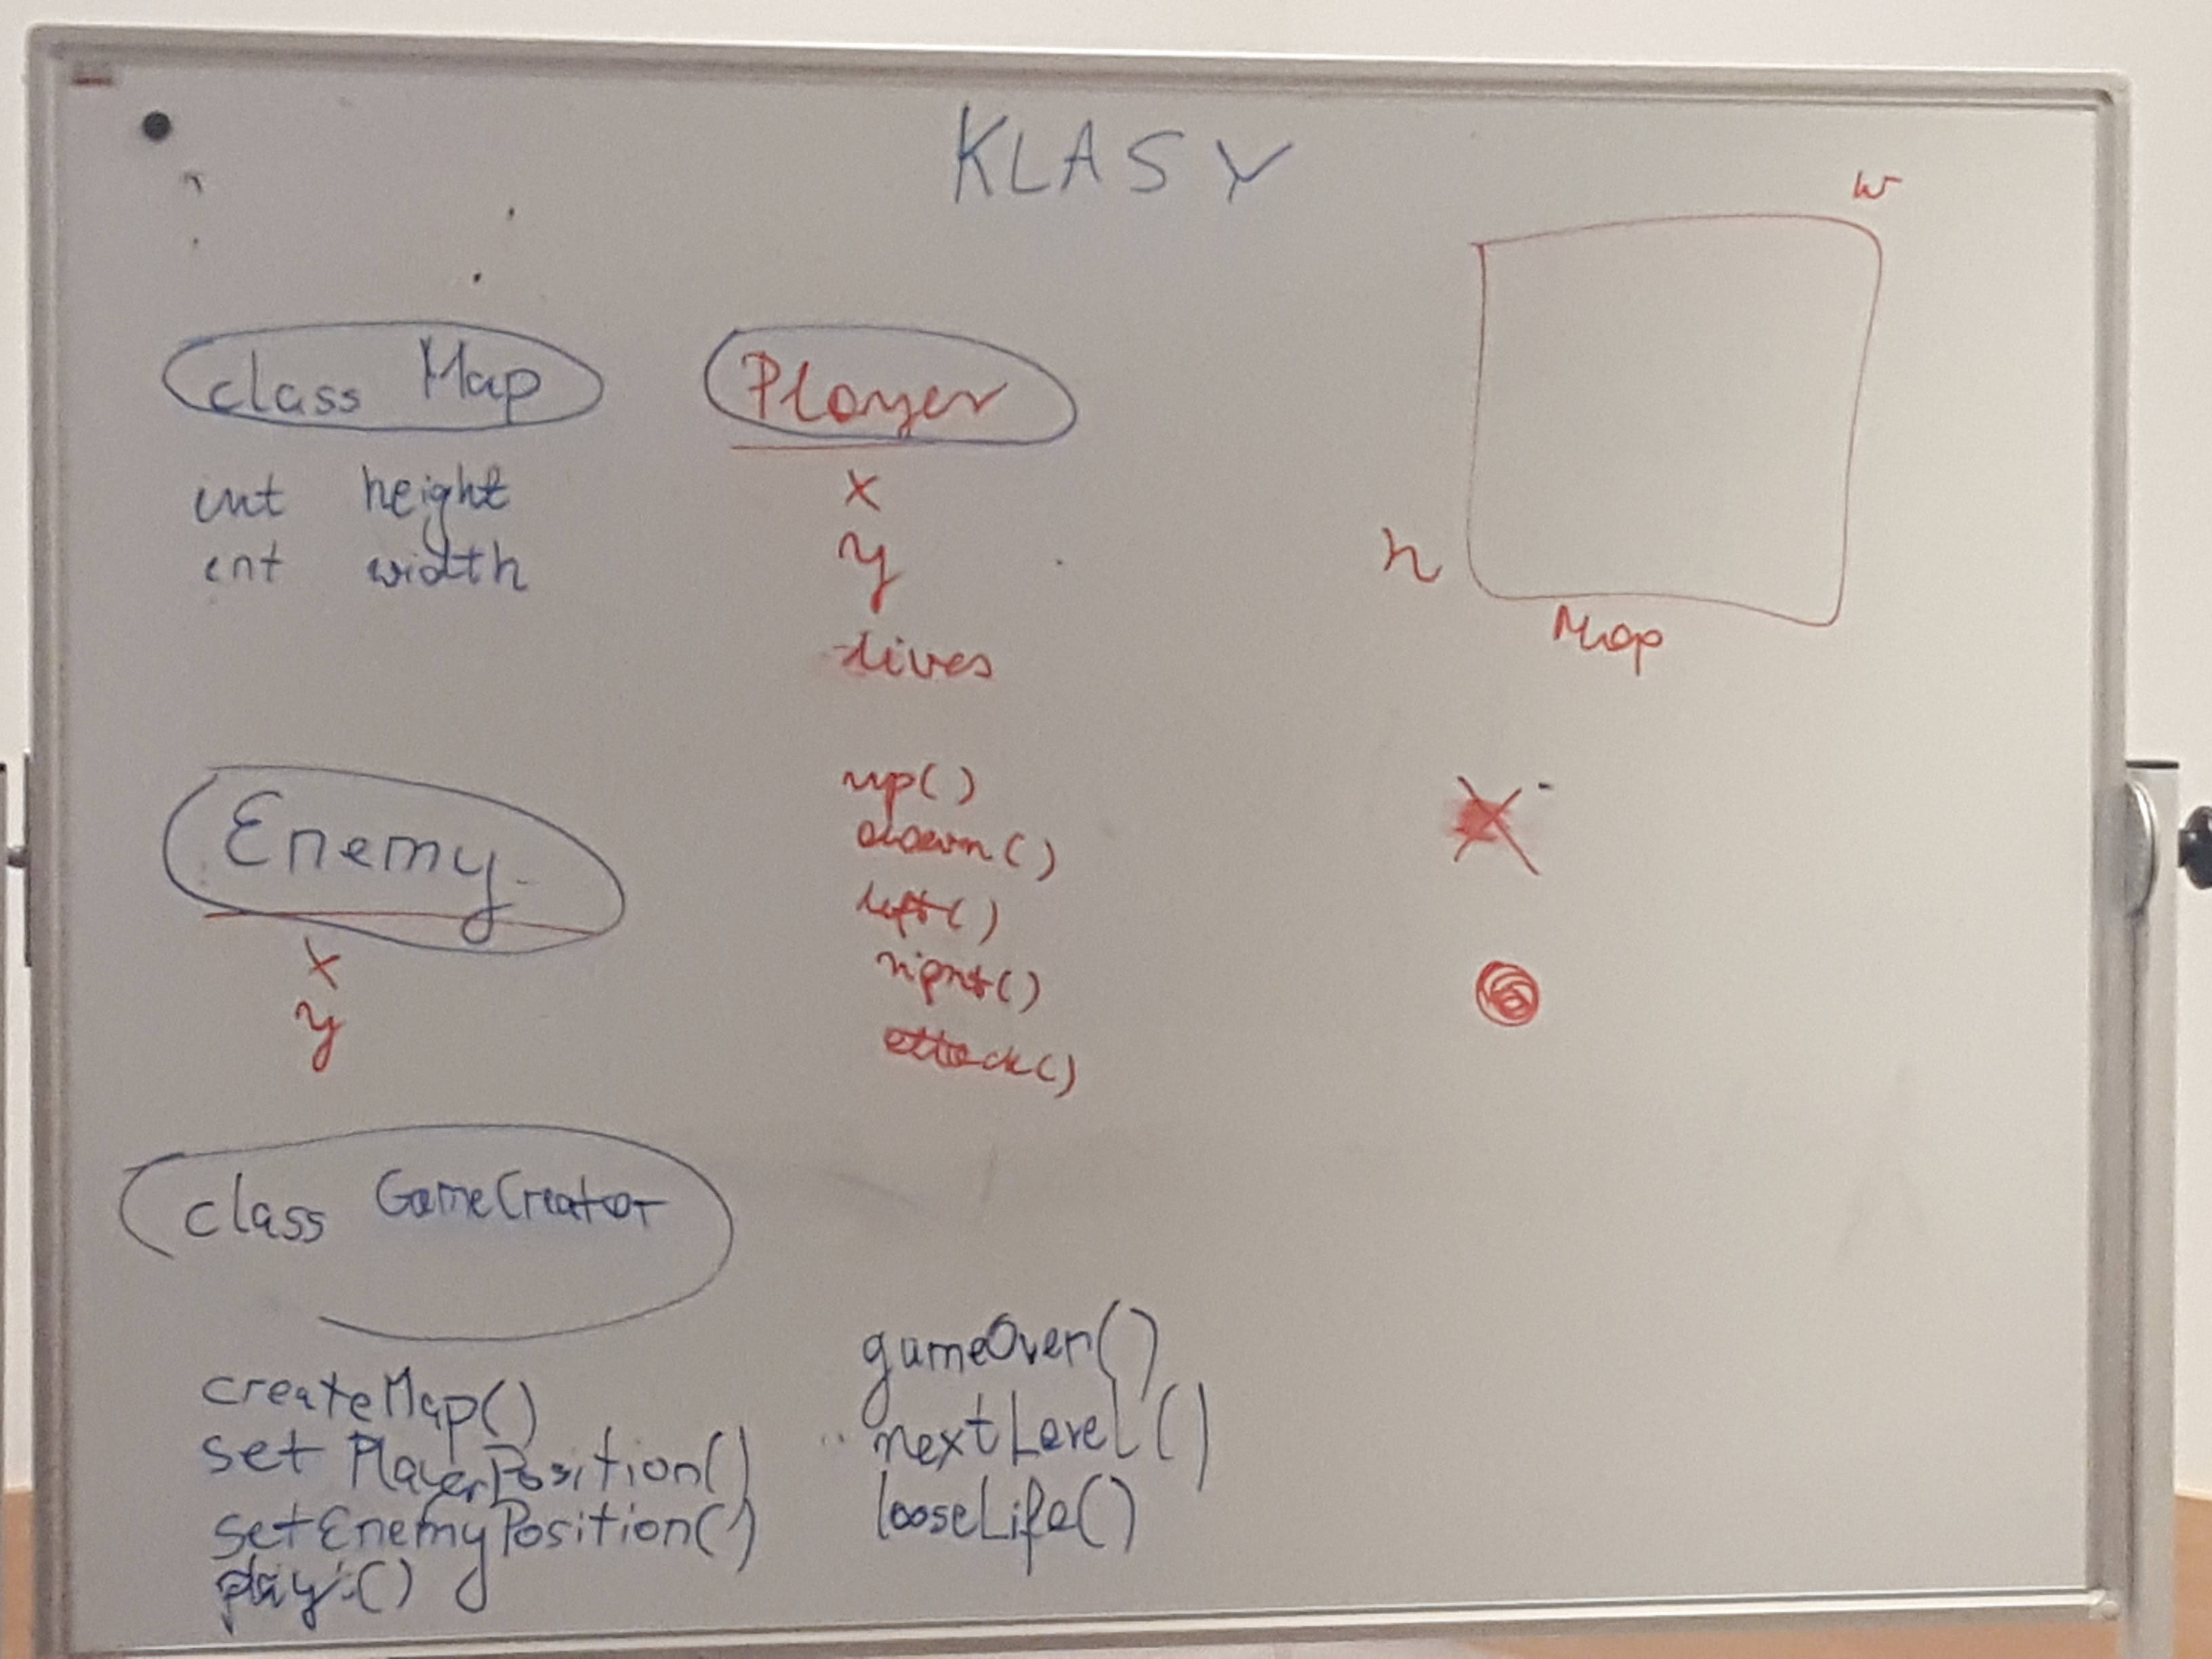 KLASY
class Map
int height
int width
Player
x
y
lives
up()
down()
left()
right()
attack()
w
h
Map
Enemy
x
y
class GameCreator
createMap()
set PlayerPosition()
setEnemyPosition()
play()
gameOver()
nextLevel()
looseLife()